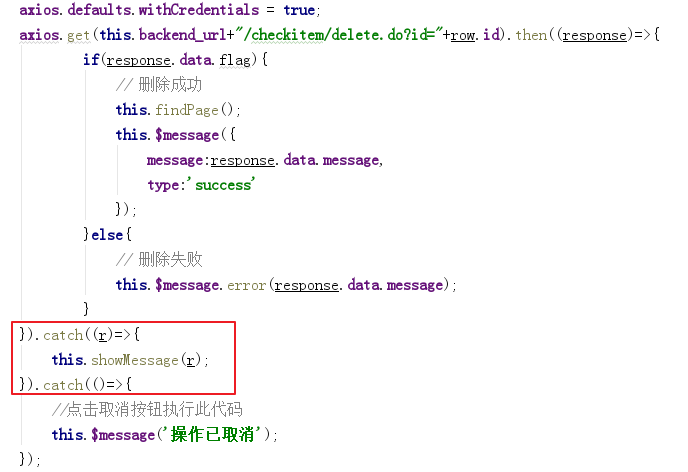 axios.defaults.withCredentials = true;
axios.get(this.backend_url+"/checkitem/delete.do?id="+row.id).then((response)=>{
if(response.data.flag){
// 删除成功
this.findPage();
this.$message({
message:response.data.message,
type:'success'
});
}else{
// 删除失败
this.$message.error(response.data.message);
}
}).catch((r)=>{
this.showMessage(r);
}).catch(()=>{
//点击取消按钮执行此代码
this.$message('操作已取消');
});